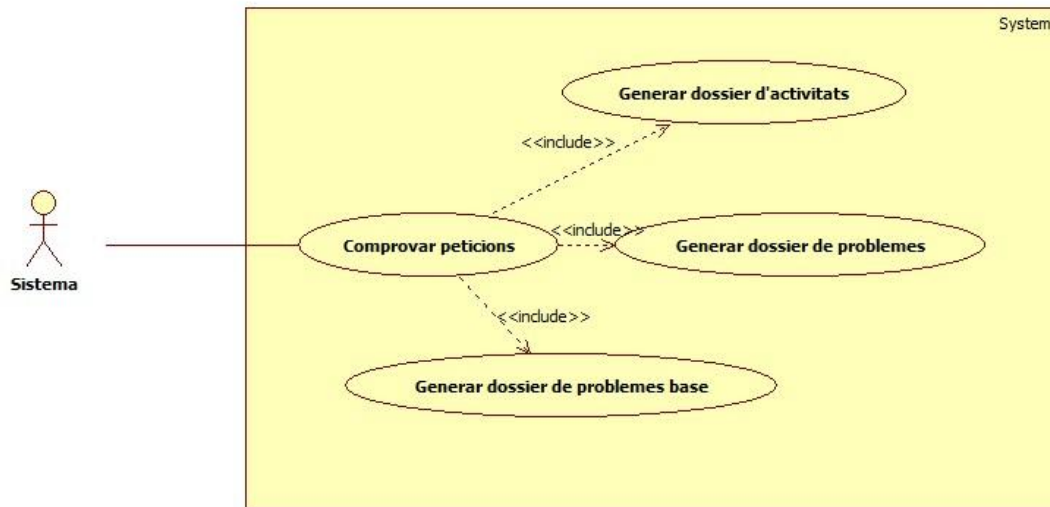 System
Generar dossier d'activitats
<<include>>
Comprovar peticions
<<include>>
Generar dossier de problemes
Sistema
<<include>>
Generar dossier de problemes base